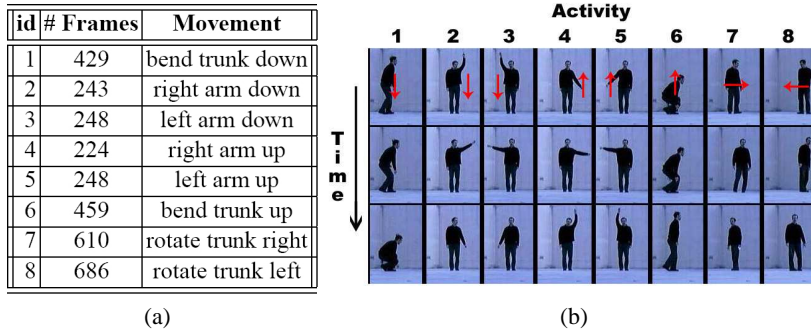 id # Frames Movement
1 429 bend trunk down
2 243 right arm down
3 248 left arm down
4 224 right arm up
5 248 left arm up
6 459 bend trunk up
7 610 rotate trunk right
8 686 rotate trunk left
(a)
Activity
1 2 3 4 5 6 7 8
Time
(b)